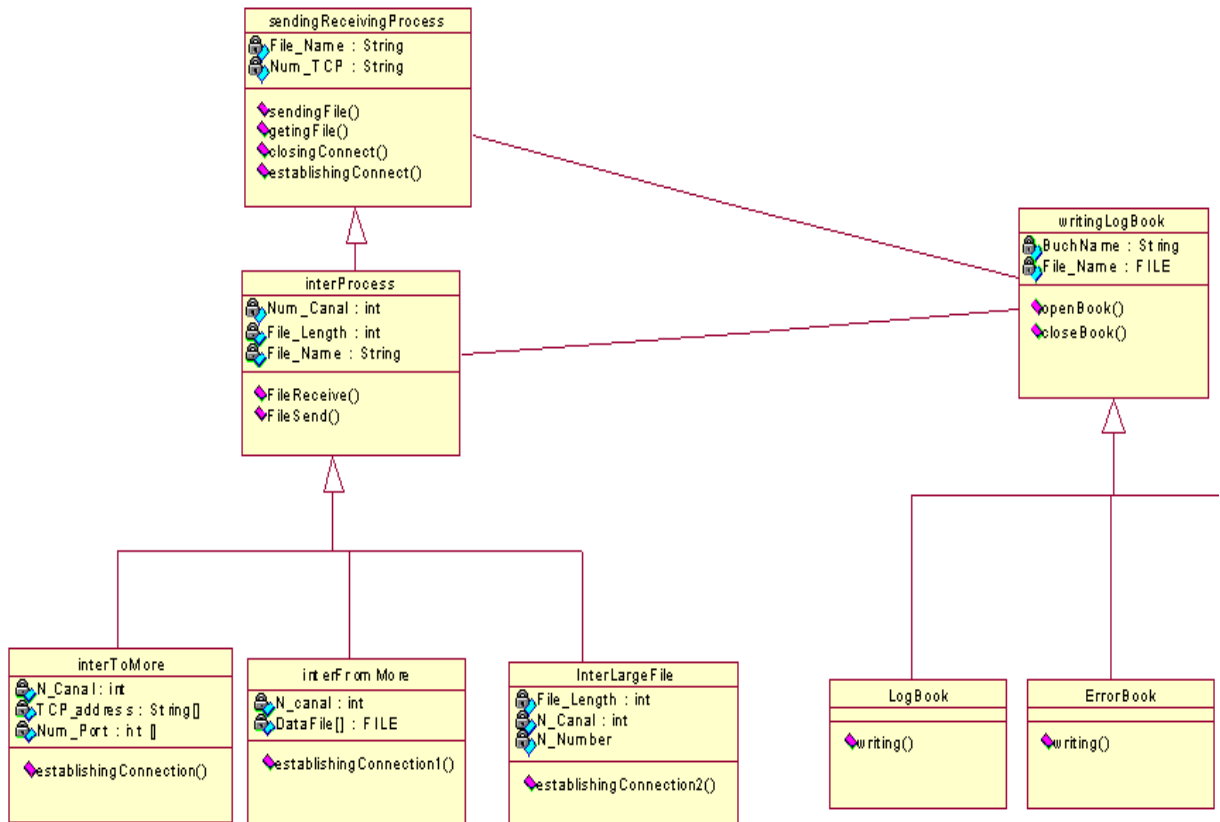 sendingReceivingProcess
File_Name : String
Num_TCP : String
sendingFile()
getingFile()
closingConnect()
establishingConnect()
writingLogBook
BuchName : String
File_Name : FILE
openBook()
closeBook()
interProcess
Num_Canal : int
File_Length : int
File_Name : String
FileReceive()
FileSend()
interToMore
N_Canal : int
TCP_address : String[]
Num_Port : int []
establishingConnection()
interFromMore
N_canal : int
DataFile[] : FILE
establishingConnection1()
InterLargeFile
File_Length : int
N_Canal : int
N_Number
establishingConnection2()
LogBook
writing()
ErrorBook
writing()